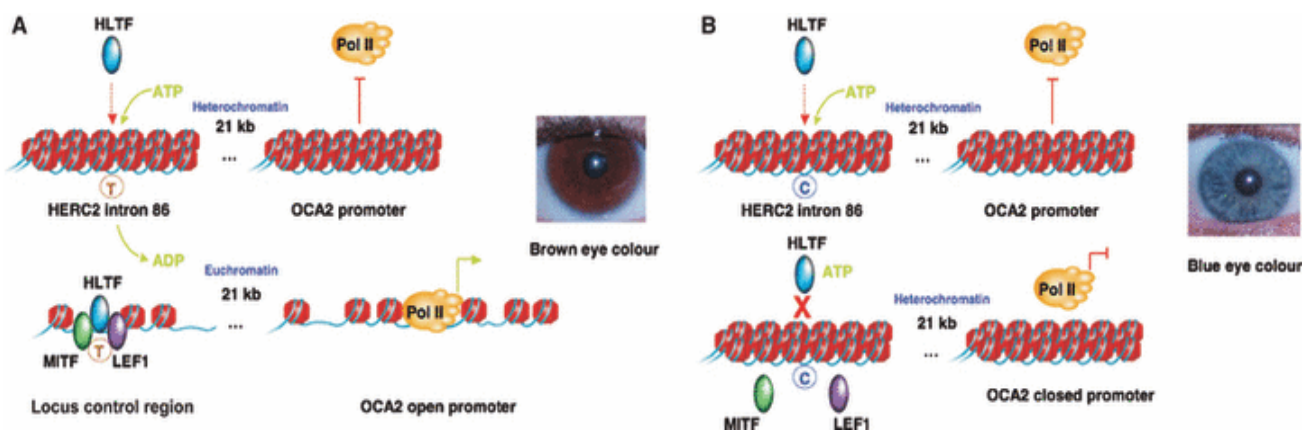 A
HLTF
Pol II
ATP
Heterochromatin
21 kb
...
T
HERC2 intron 86
OCA2 promoter
Brown eye colour
ADP
HLTF
Euchromatin
21 kb
...
Pol II
MITF
T
LEF1
Locus control region
OCA2 open promoter
B
HLTF
Pol II
ATP
Heterochromatin
21 kb
...
C
HERC2 intron 86
OCA2 promoter
Blue eye colour
HLTF
ATP
X
Pol II
Heterochromatin
21 kb
...
C
MITF
LEF1
OCA2 closed promoter